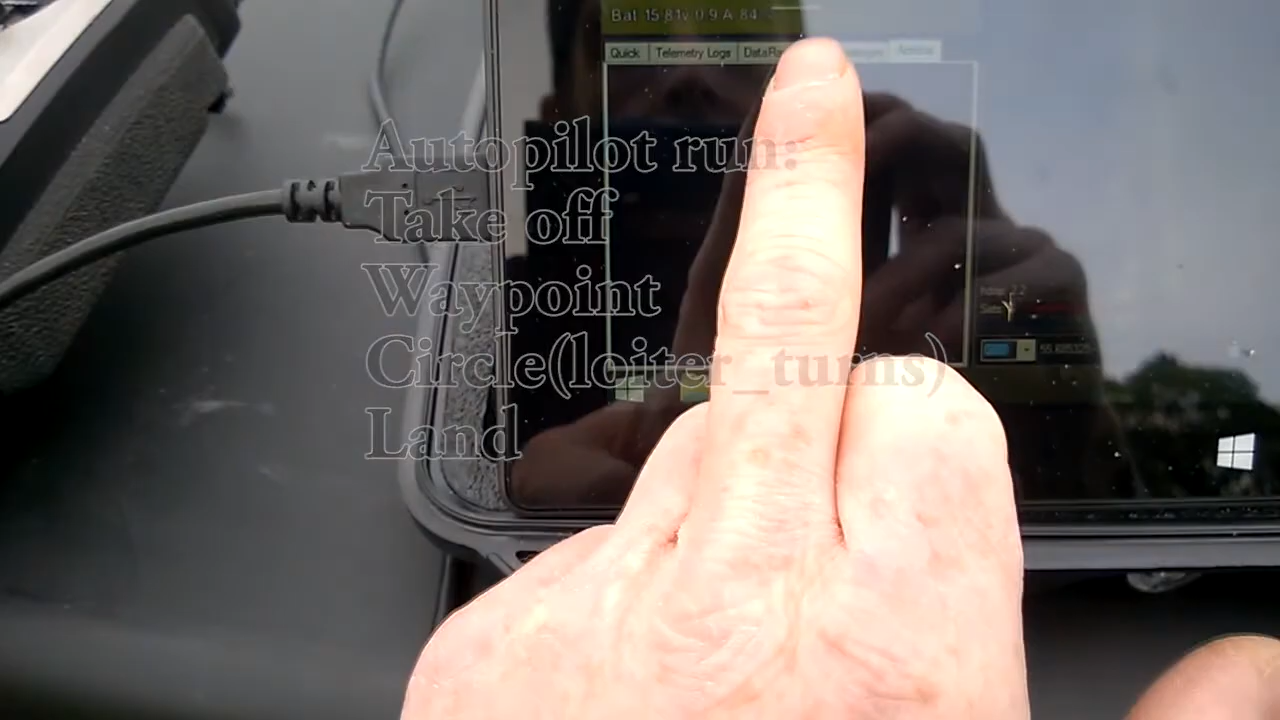 Bat 15.81v 0.9 A 84
Quick Telemetry Logs
Autopilot run:
Take off
Waypoint
Circle(loiter_turns)
Land